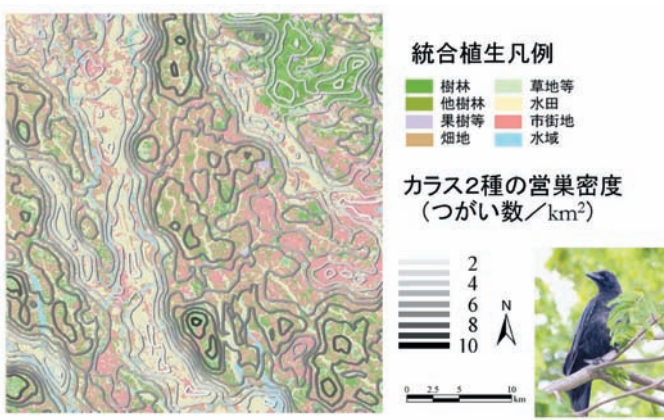 統合植生凡例
樹林 草地等
他樹林 水田
果樹等 市街地
畑地 水域
カラス2種の営巣密度
(つがい数／km²)
2
4
6
8
10
N
0 2.5 5 10
km